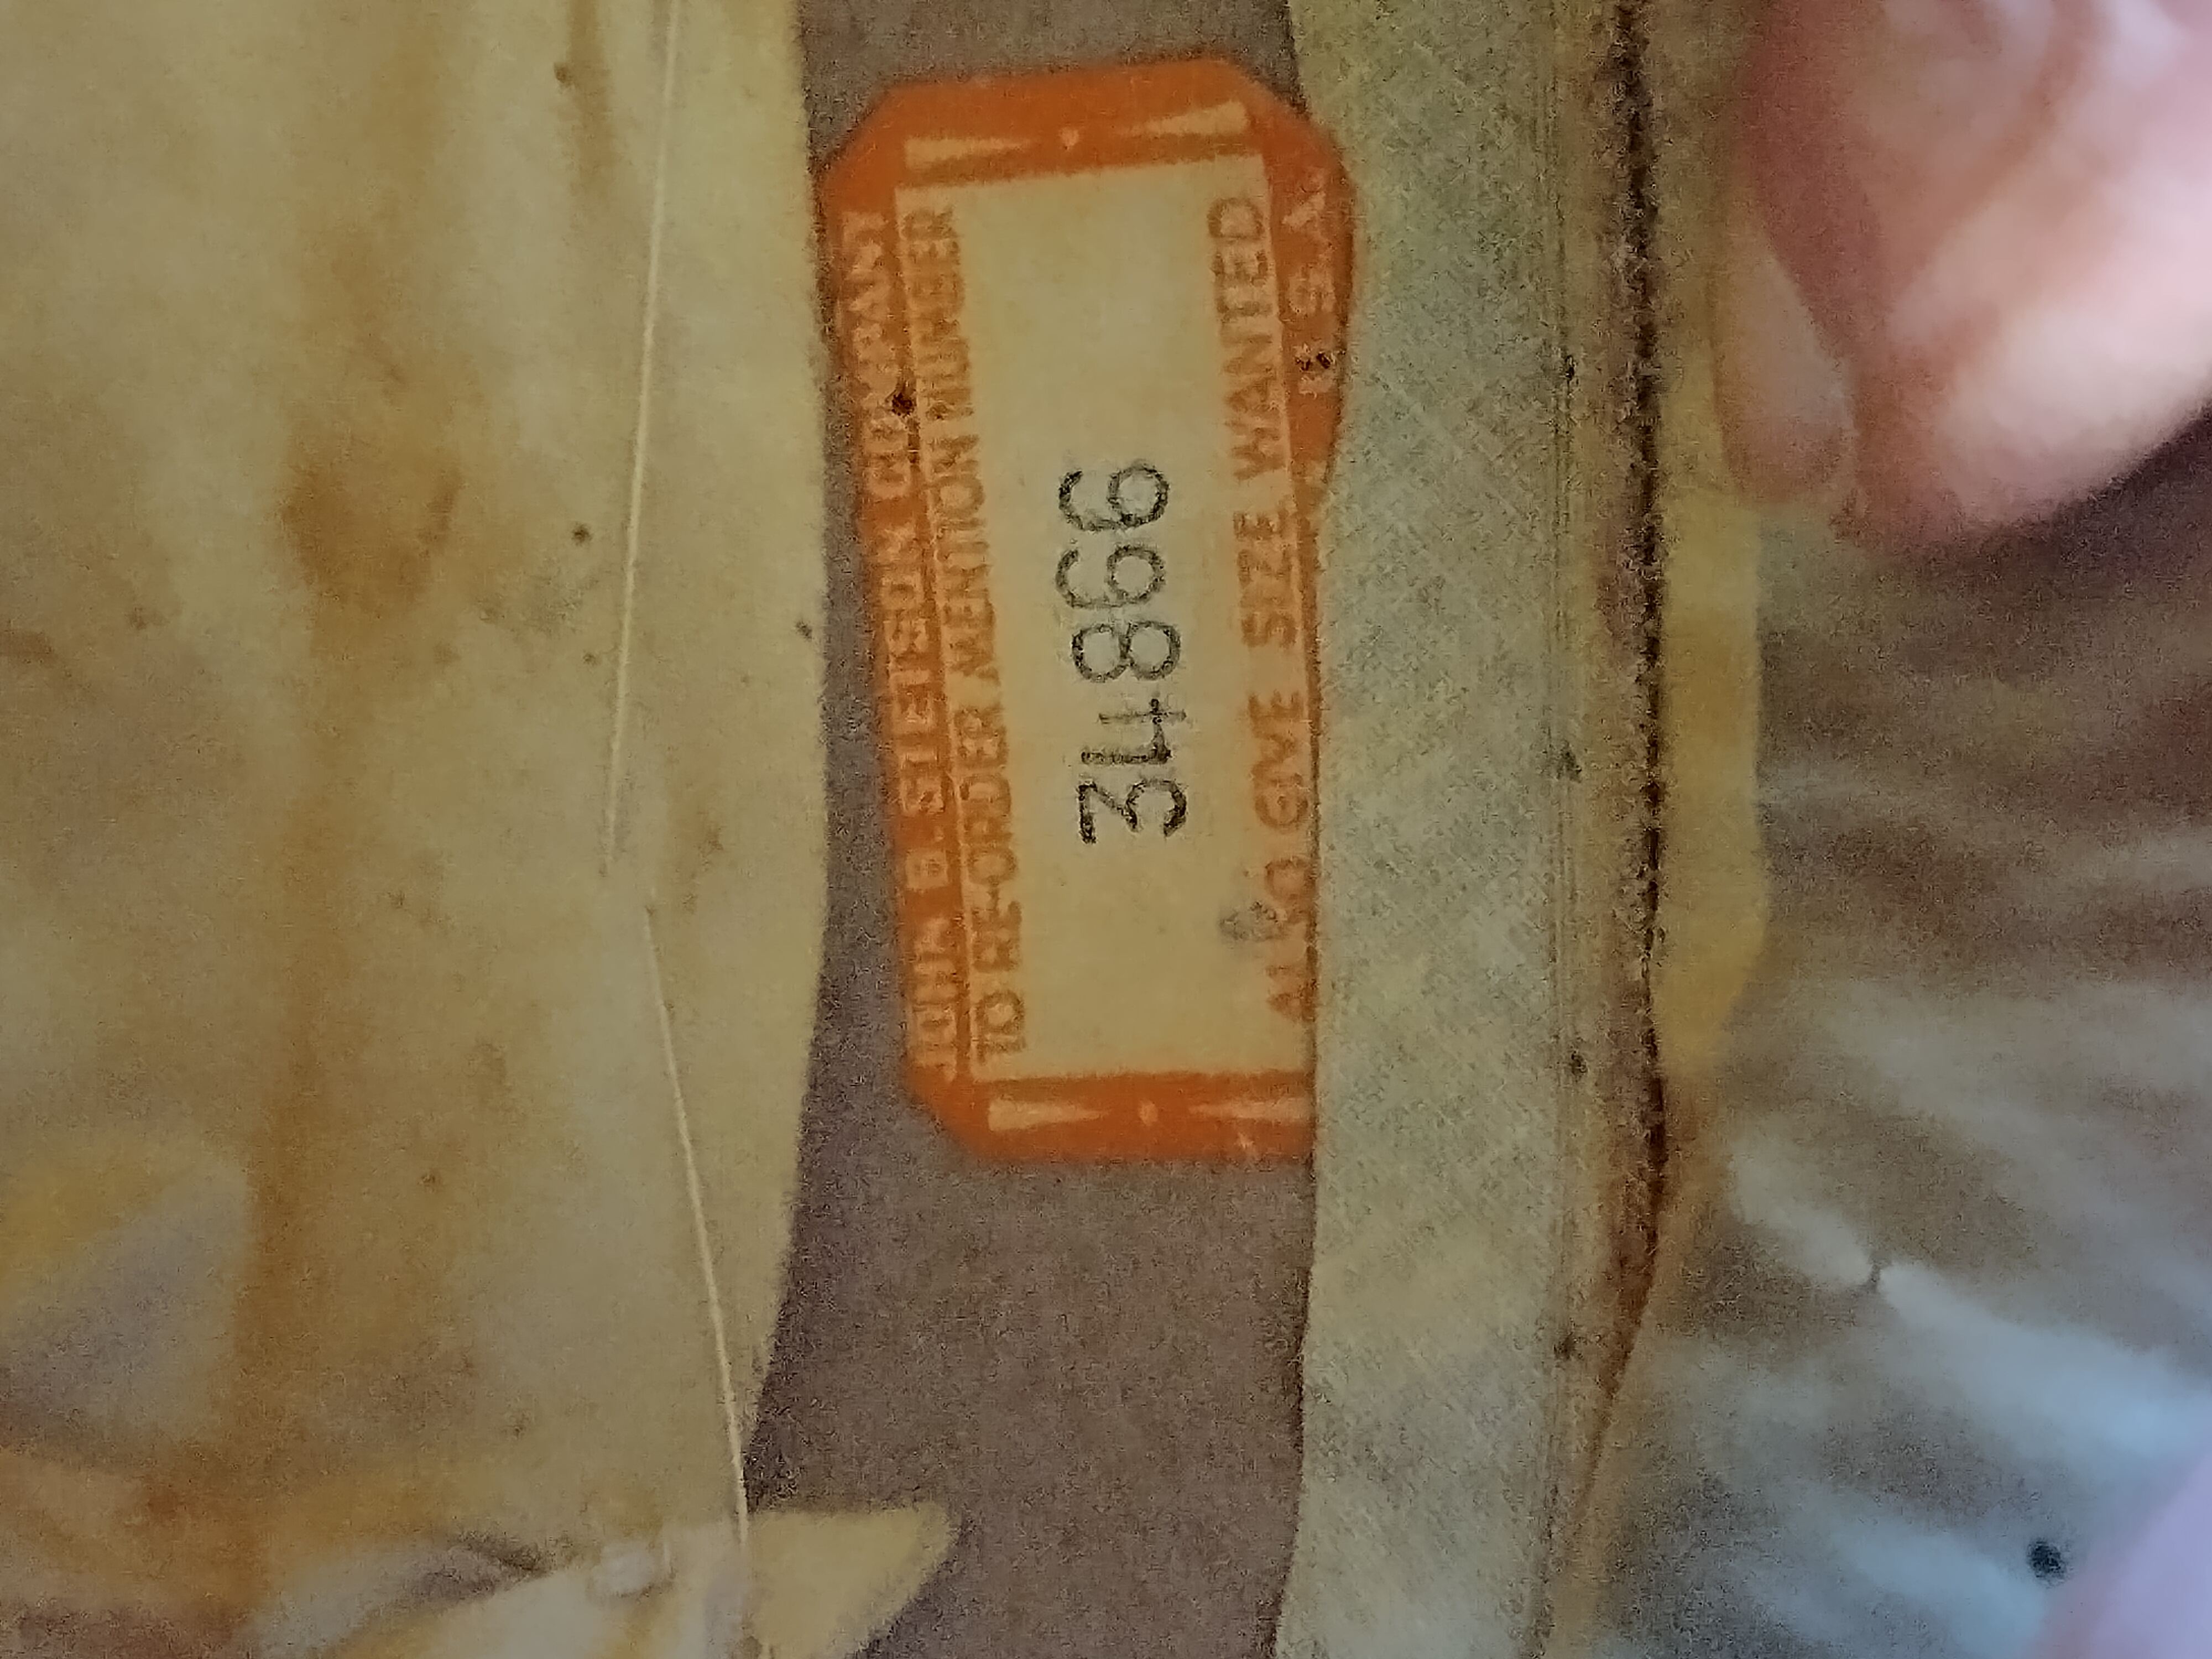 JOHN B. STETSON COMPANY
TO RE-ORDER MENTION NUMBER
34866
ALSO GIVE SIZE WANTED
U.S.A.